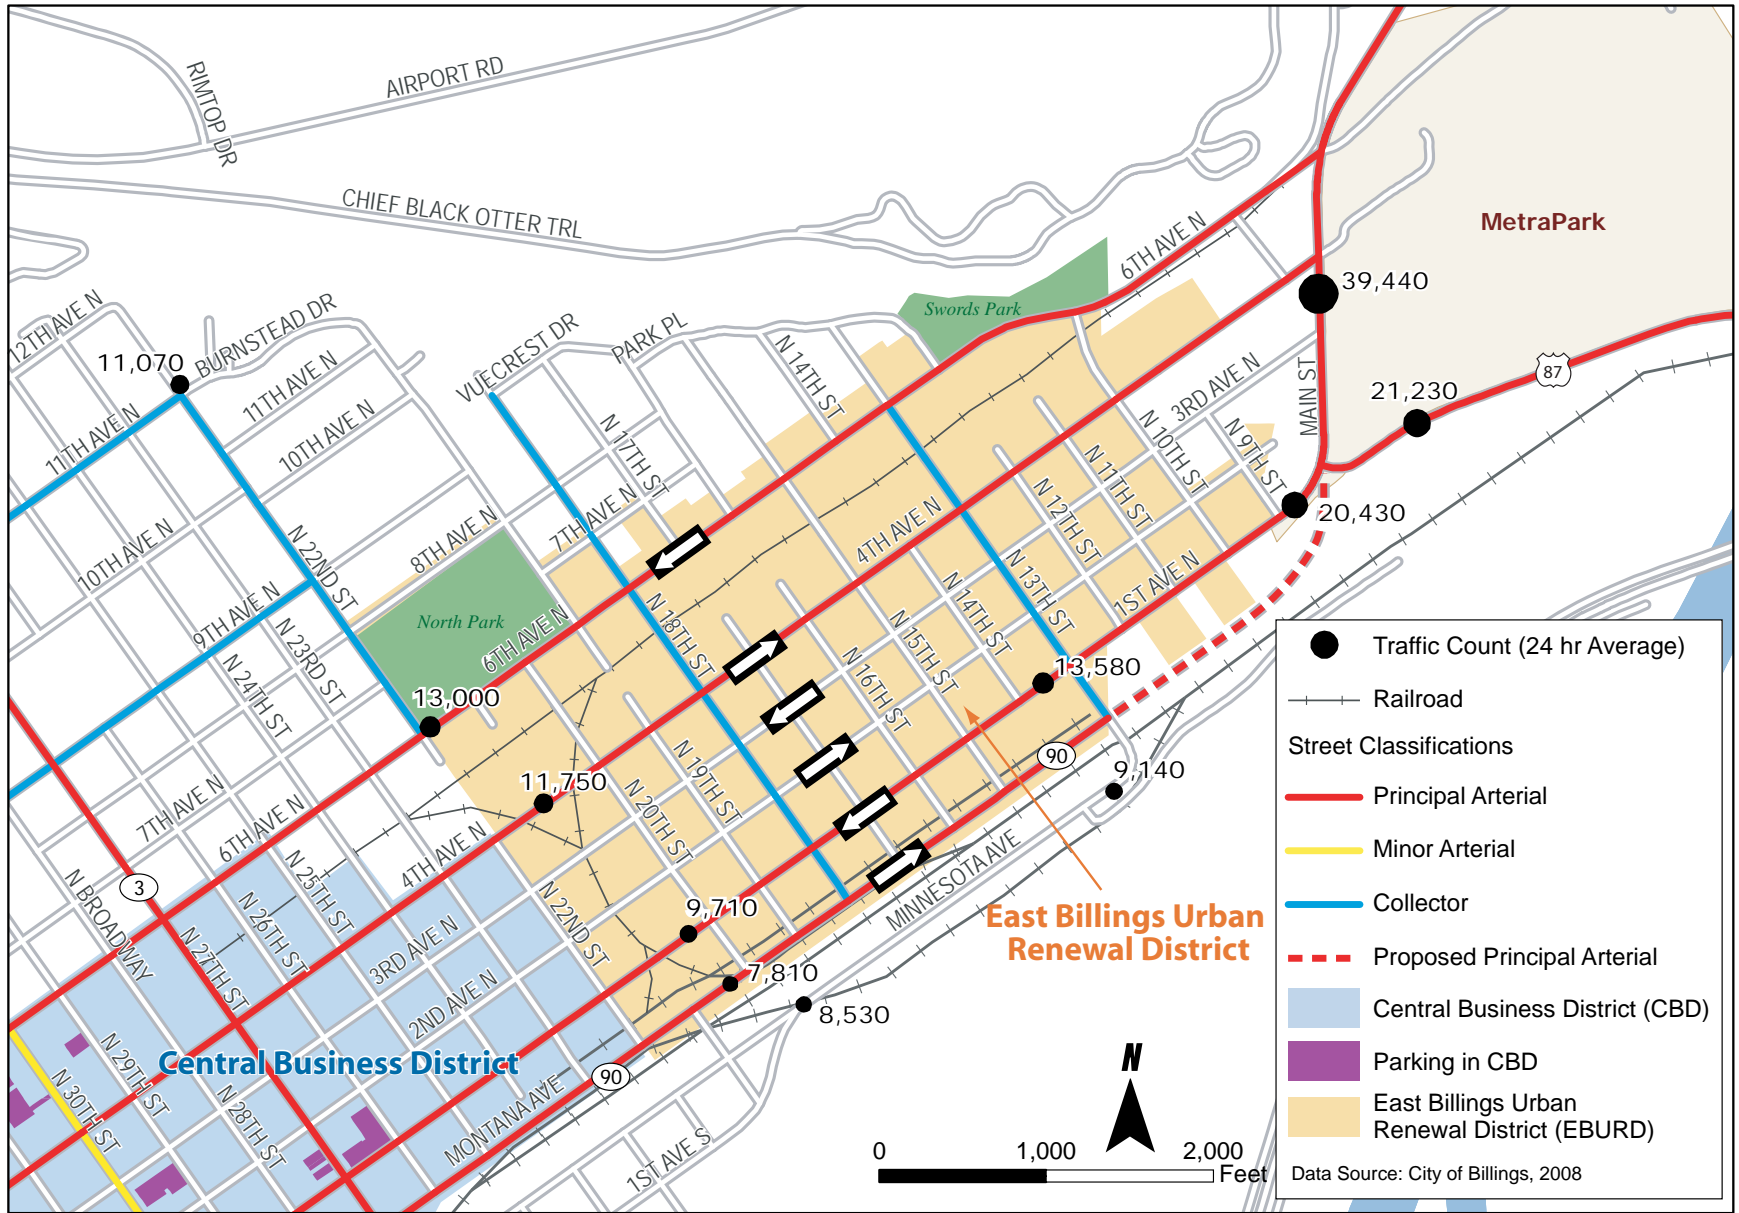 RIMTOP DR
AIRPORT RD
CHIEF BLACK OTTER TRL
6TH AVE N
MetraPark
Swords Park
39,440
12TH AVE N
BURNSTEAD DR
11,070
11TH AVE N
11TH AVE N
10TH AVE N
VUECREST DR
PARK PL
N 14TH ST
3RD AVE N
MAIN ST
87
21,230
N 17TH ST
N 10TH ST
N 9TH ST
N 11TH ST
N 12TH ST
20,430
10TH AVE N
N 22ND ST
8TH AVE N
7TH AVE N
4TH AVE N
N 13TH ST
1ST AVE N
9TH AVE N
North Park
6TH AVE N
N 18TH ST
N 14TH ST
N 15TH ST
N 16TH ST
N 23RD ST
N 24TH ST
13,000
13,580
11,750
N 19TH ST
N 20TH ST
90
9,140
7TH AVE N
6TH AVE N
4TH AVE N
3
N BROADWAY
N 25TH ST
N 26TH ST
N 27TH ST
3RD AVE N
2ND AVE N
N 22ND ST
9,710
7,810
8,530
MINNESOTA AVE
East Billings Urban
Renewal District
N 29TH ST
N 30TH ST
N 28TH ST
Central Business District
90
MONTANA AVE
1ST AVE S
N
0
1,000
2,000
Feet
Traffic Count (24 hr Average)
Railroad
Street Classifications
Principal Arterial
Minor Arterial
Collector
Proposed Principal Arterial
Central Business District (CBD)
Parking in CBD
East Billings Urban
Renewal District (EBURD)
Data Source: City of Billings, 2008